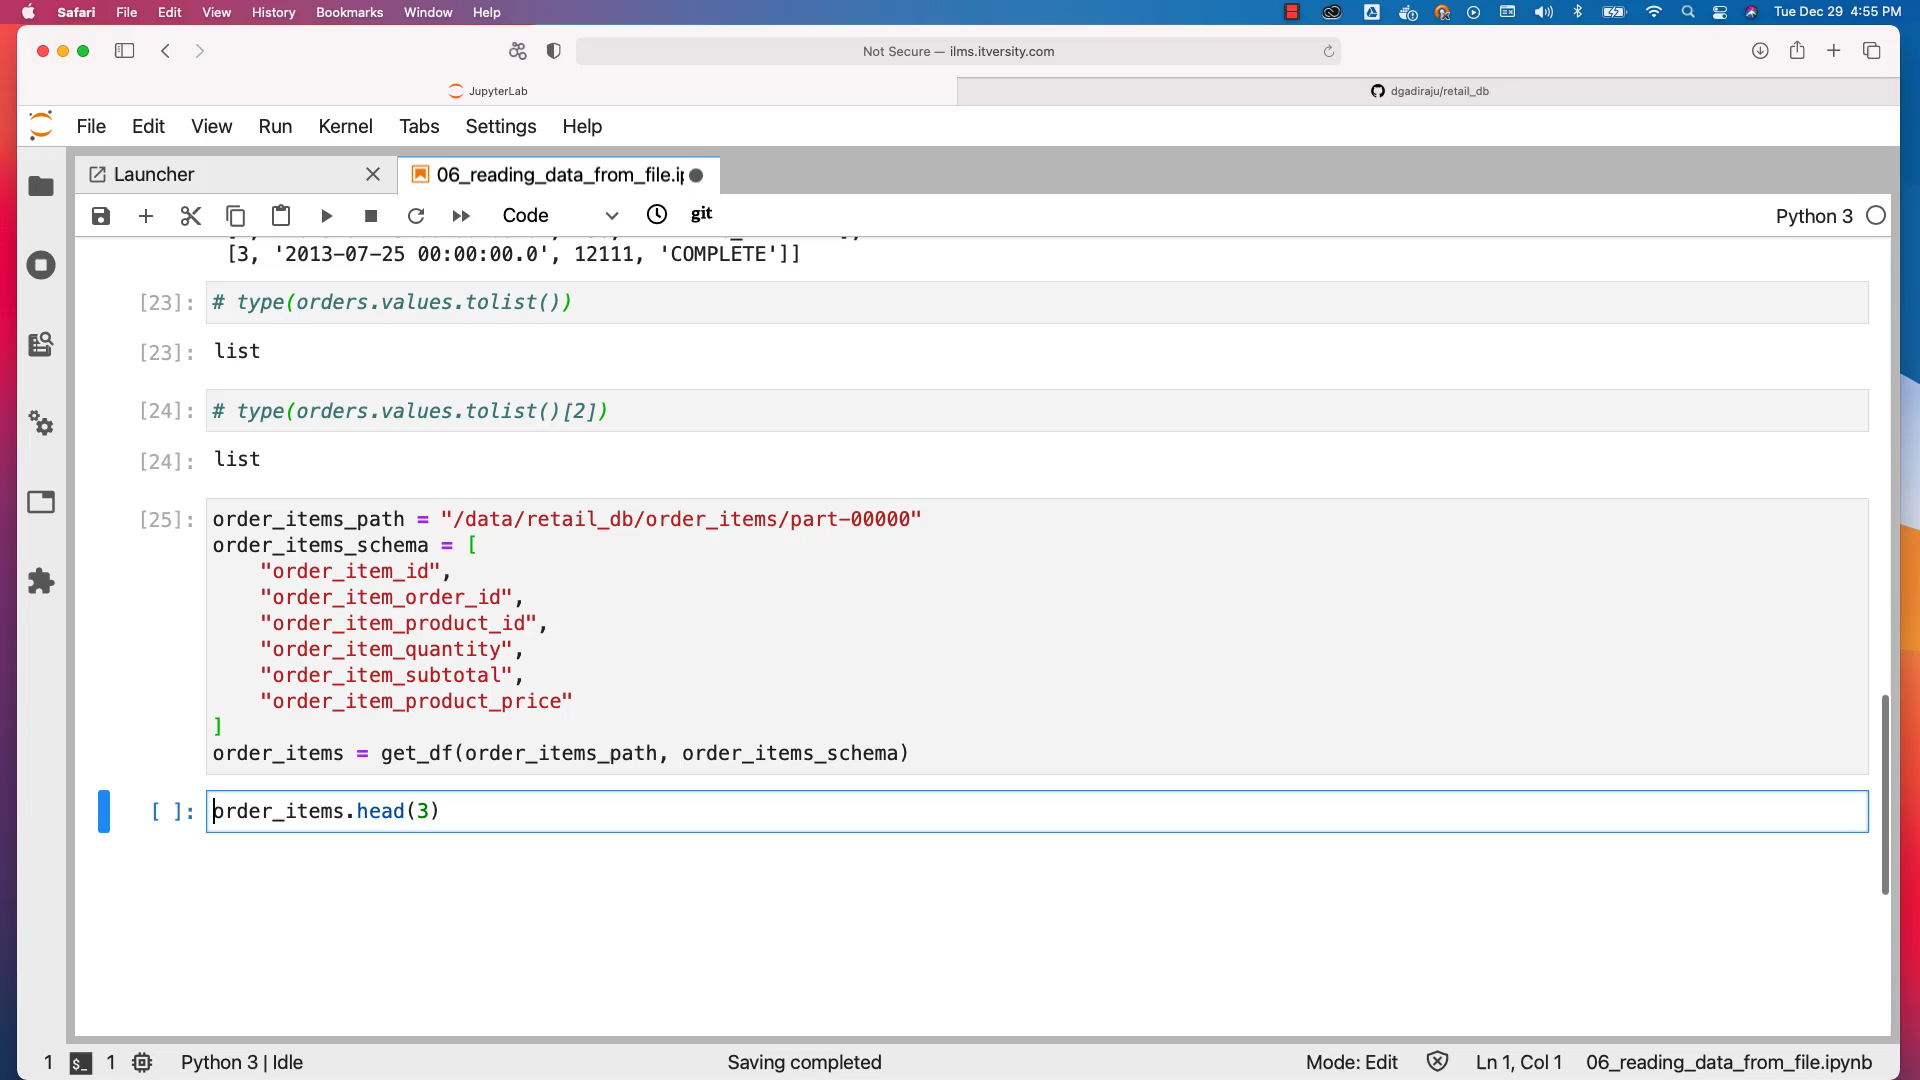 Safari File Edit View History Bookmarks Window Help Tue Dec 29 4:55 PM
Not Secure — ilms.itversity.com
JupyterLab dgadiraju/retail_db
File Edit View Run Kernel Tabs Settings Help
Launcher 06_reading_data_from_file.i
Code git Python 3
[3, '2013-07-25 00:00:00.0', 12111, 'COMPLETE']]
[23]: # type(orders.values.tolist())
[23]: list
[24]: # type(orders.values.tolist()[2])
[24]: list
[25]: order_items_path = "/data/retail_db/order_items/part-00000"
order_items_schema = [
"order_item_id",
"order_item_order_id",
"order_item_product_id",
"order_item_quantity",
"order_item_subtotal",
"order_item_product_price"
]
order_items = get_df(order_items_path, order_items_schema)
[ ]: order_items.head(3)
1 $_ 1 Python 3 | Idle Saving completed Mode: Edit Ln 1, Col 1 06_reading_data_from_file.ipynb